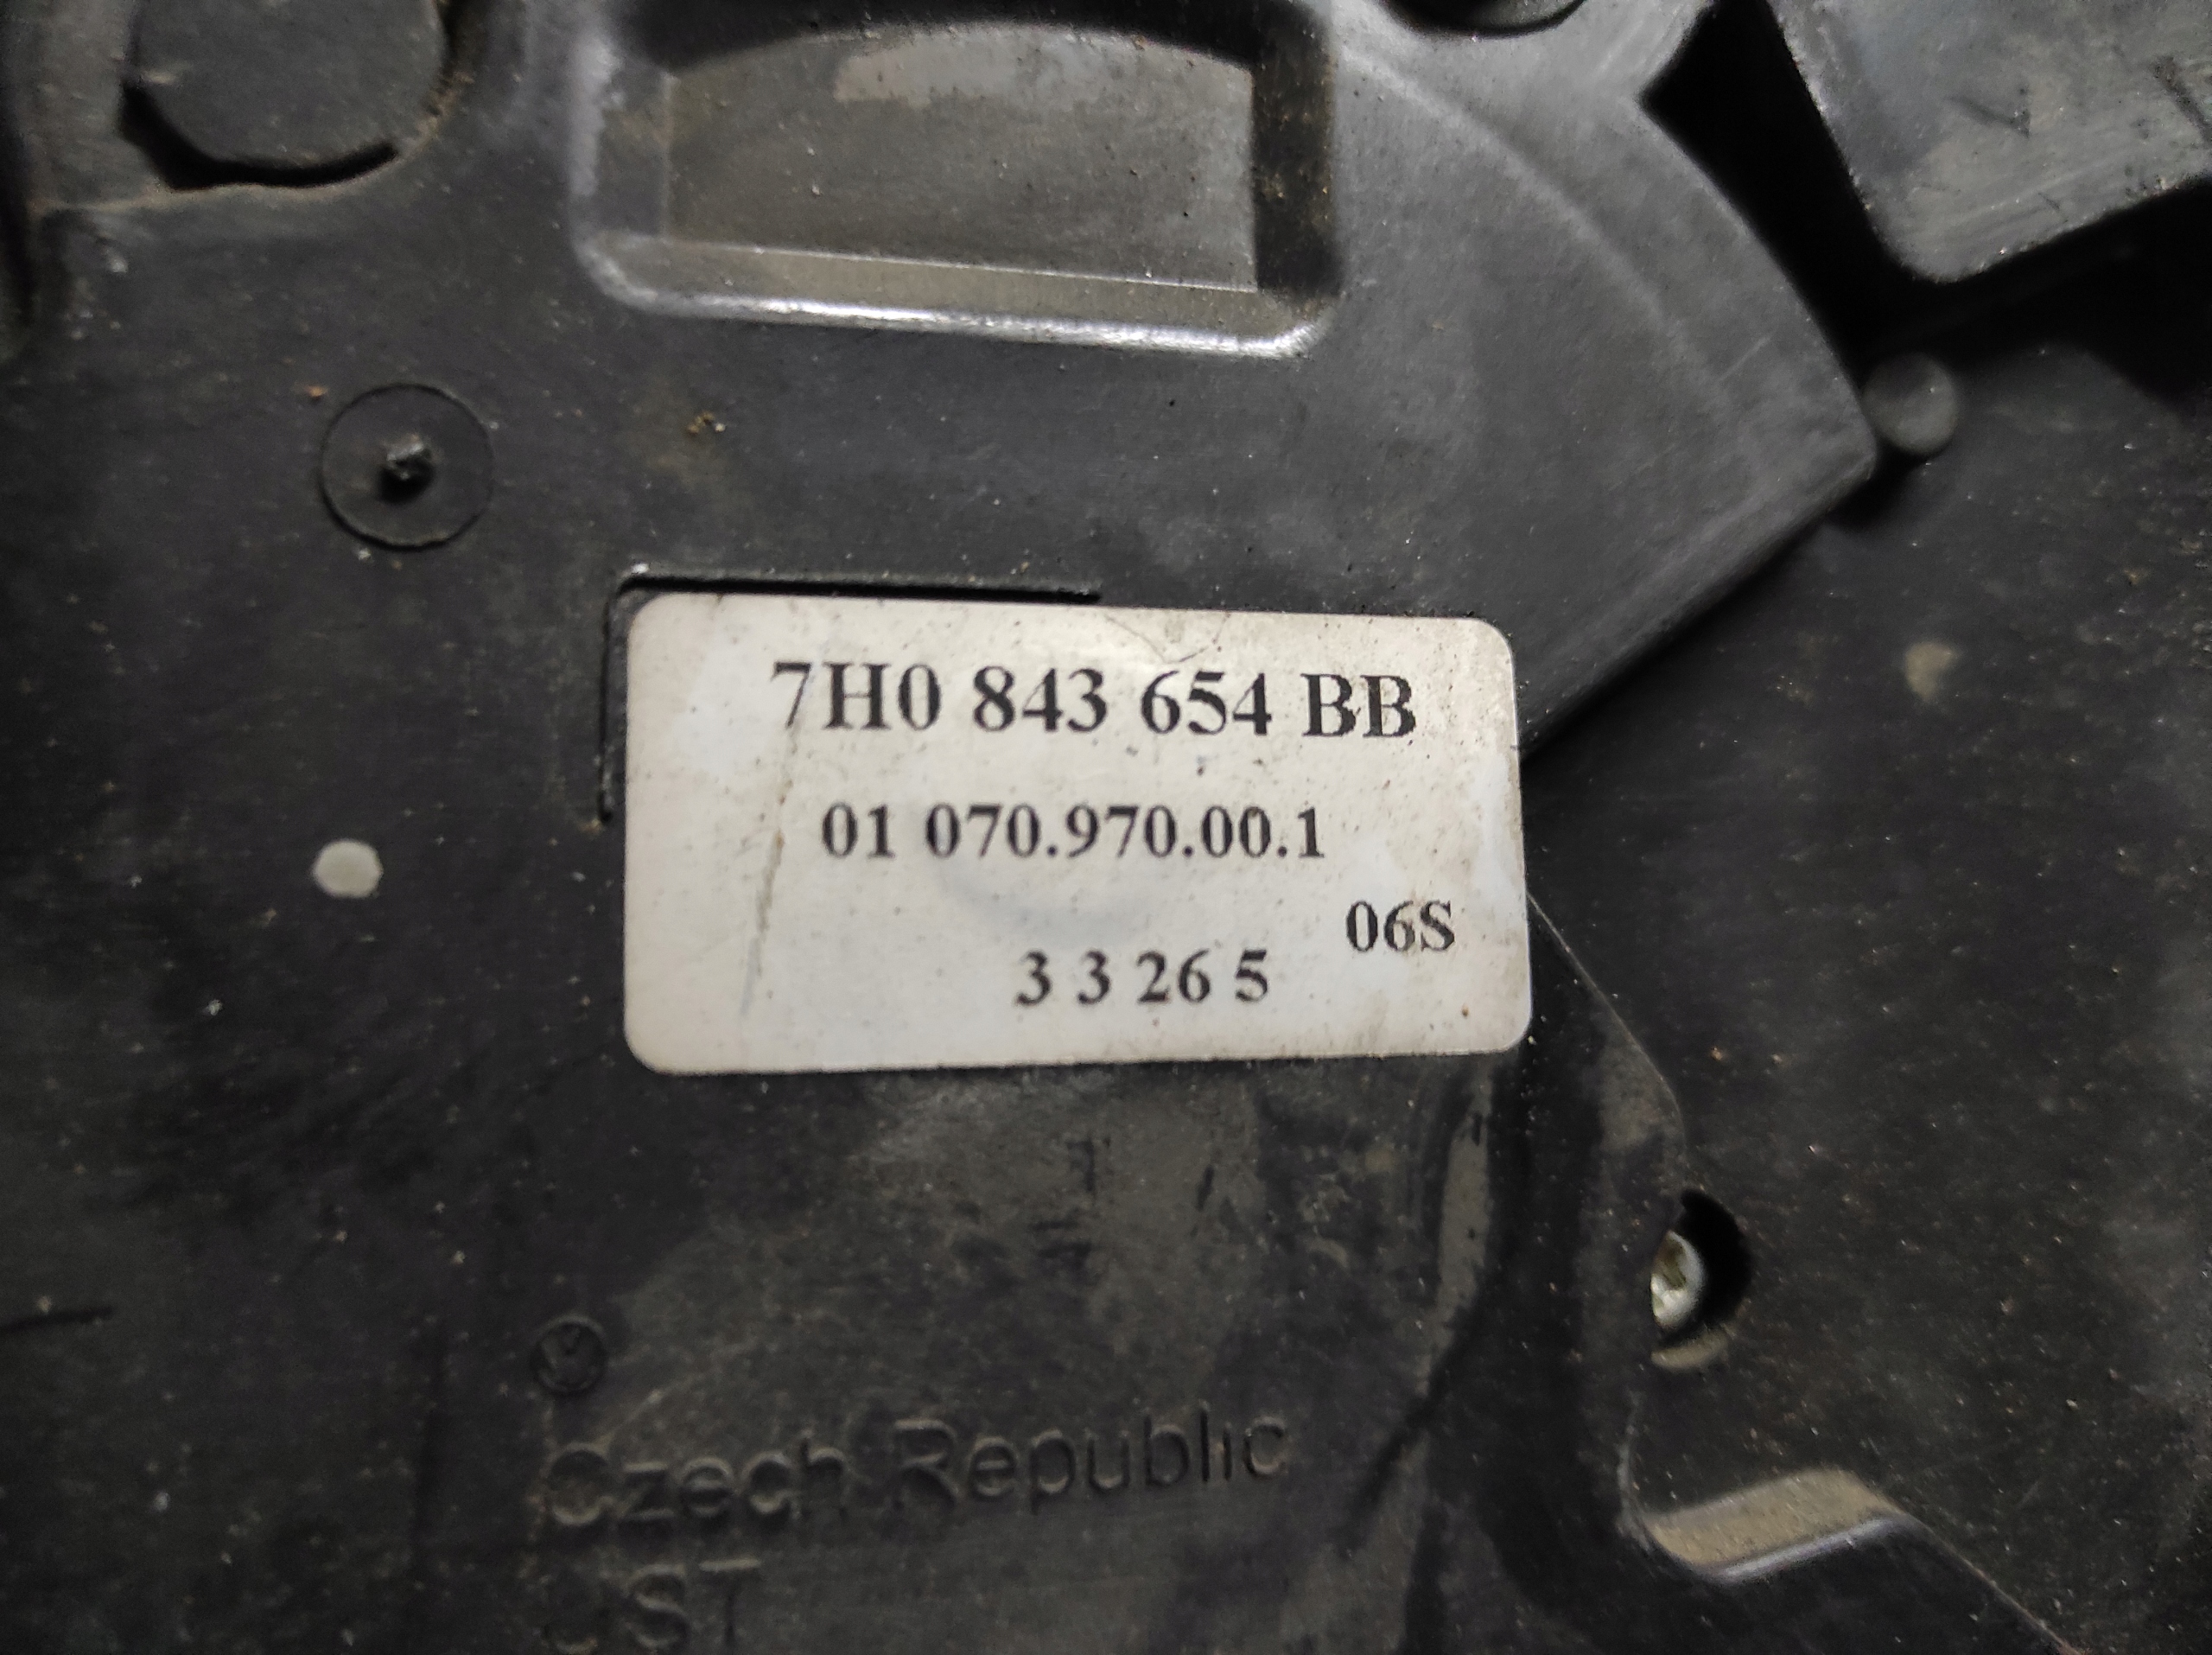 7H0 843 654 BB
01 070.970.00.1
06S
3 3 26 5
Czech Republic